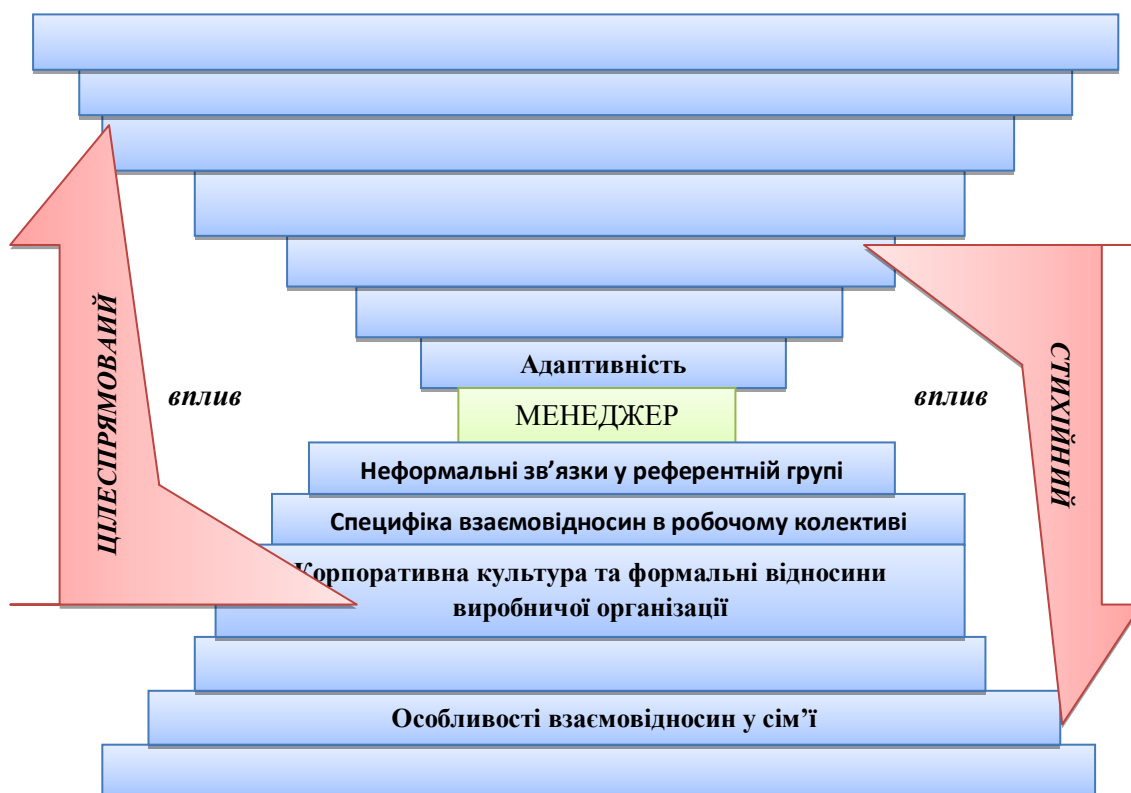 Адаптивність
МЕНЕДЖЕР
ЦІЛЕСПРЯМОВАИЙ
вплив
вплив
СТИХІЙНИЙ
Неформальні зв’язки у референтній групі
Специфіка взаємовідносин в робочому колективі
Корпоративна культура та формальні відносини
виробничої організації
Особливості взаємовідносин у сім’ї